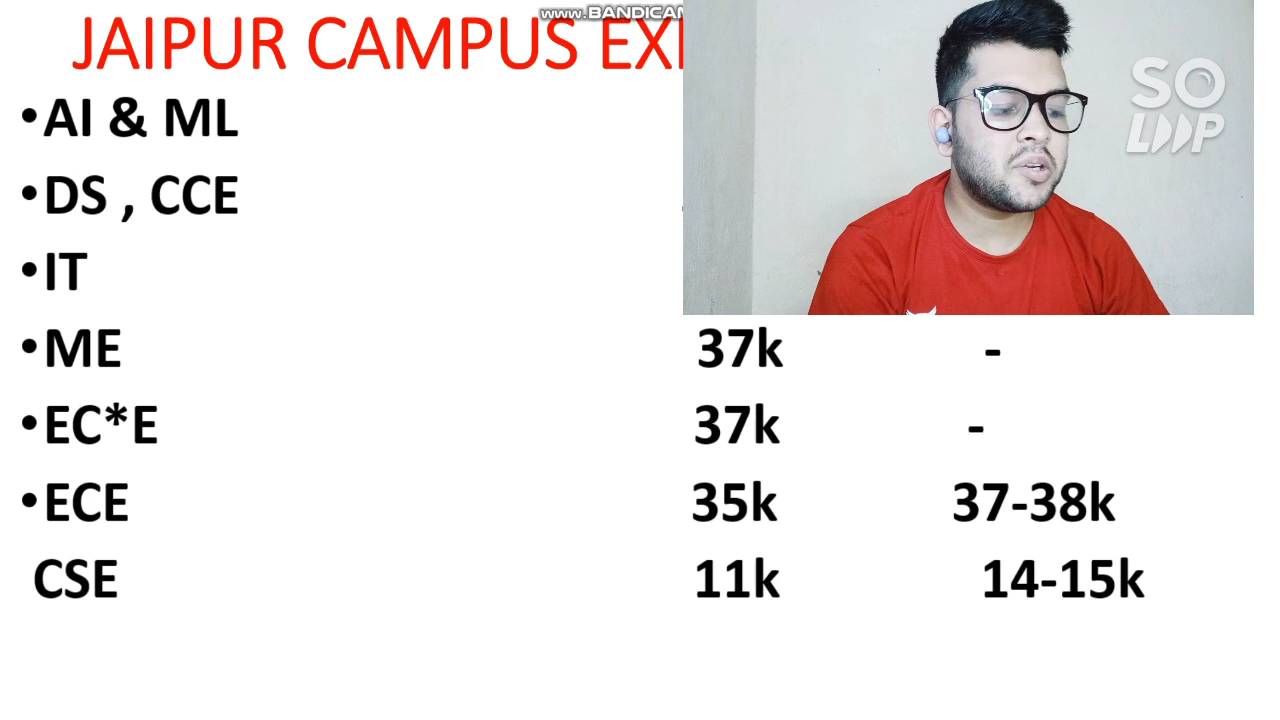 www.BANDICAM
JAIPUR CAMPUS
• AI & ML
• DS , CCE
• IT
• ME 37k -
• EC*E 37k -
• ECE 35k 37-38k
CSE 11k 14-15k
SO
LOOP